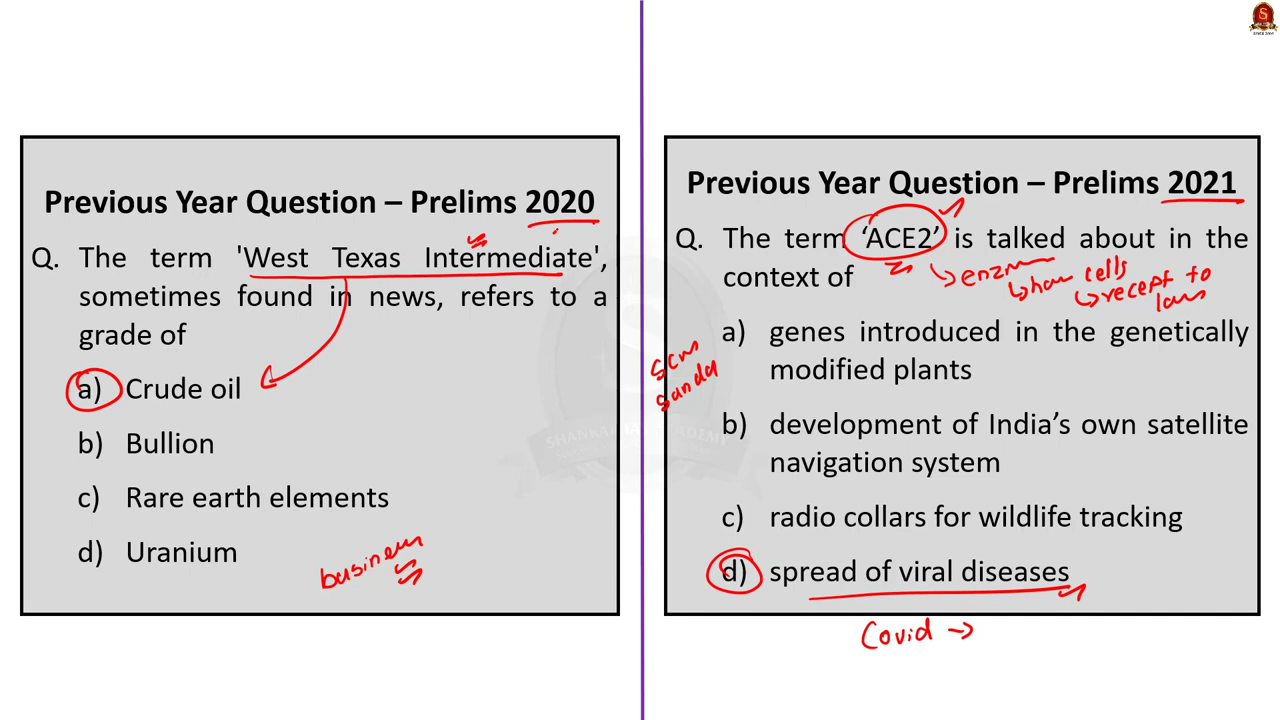 Previous Year Question – Prelims 2020
Q. The term 'West Texas Intermediate',
sometimes found in news, refers to a
grade of
a) Crude oil
b) Bullion
c) Rare earth elements
d) Uranium
business
Previous Year Question – Prelims 2021
Q. The term ‘ACE2’ is talked about in the
context of
cells
recept to
a) genes introduced in the genetically
modified plants
b) development of India’s own satellite
navigation system
c) radio collars for wildlife tracking
d) spread of viral diseases
Covid →